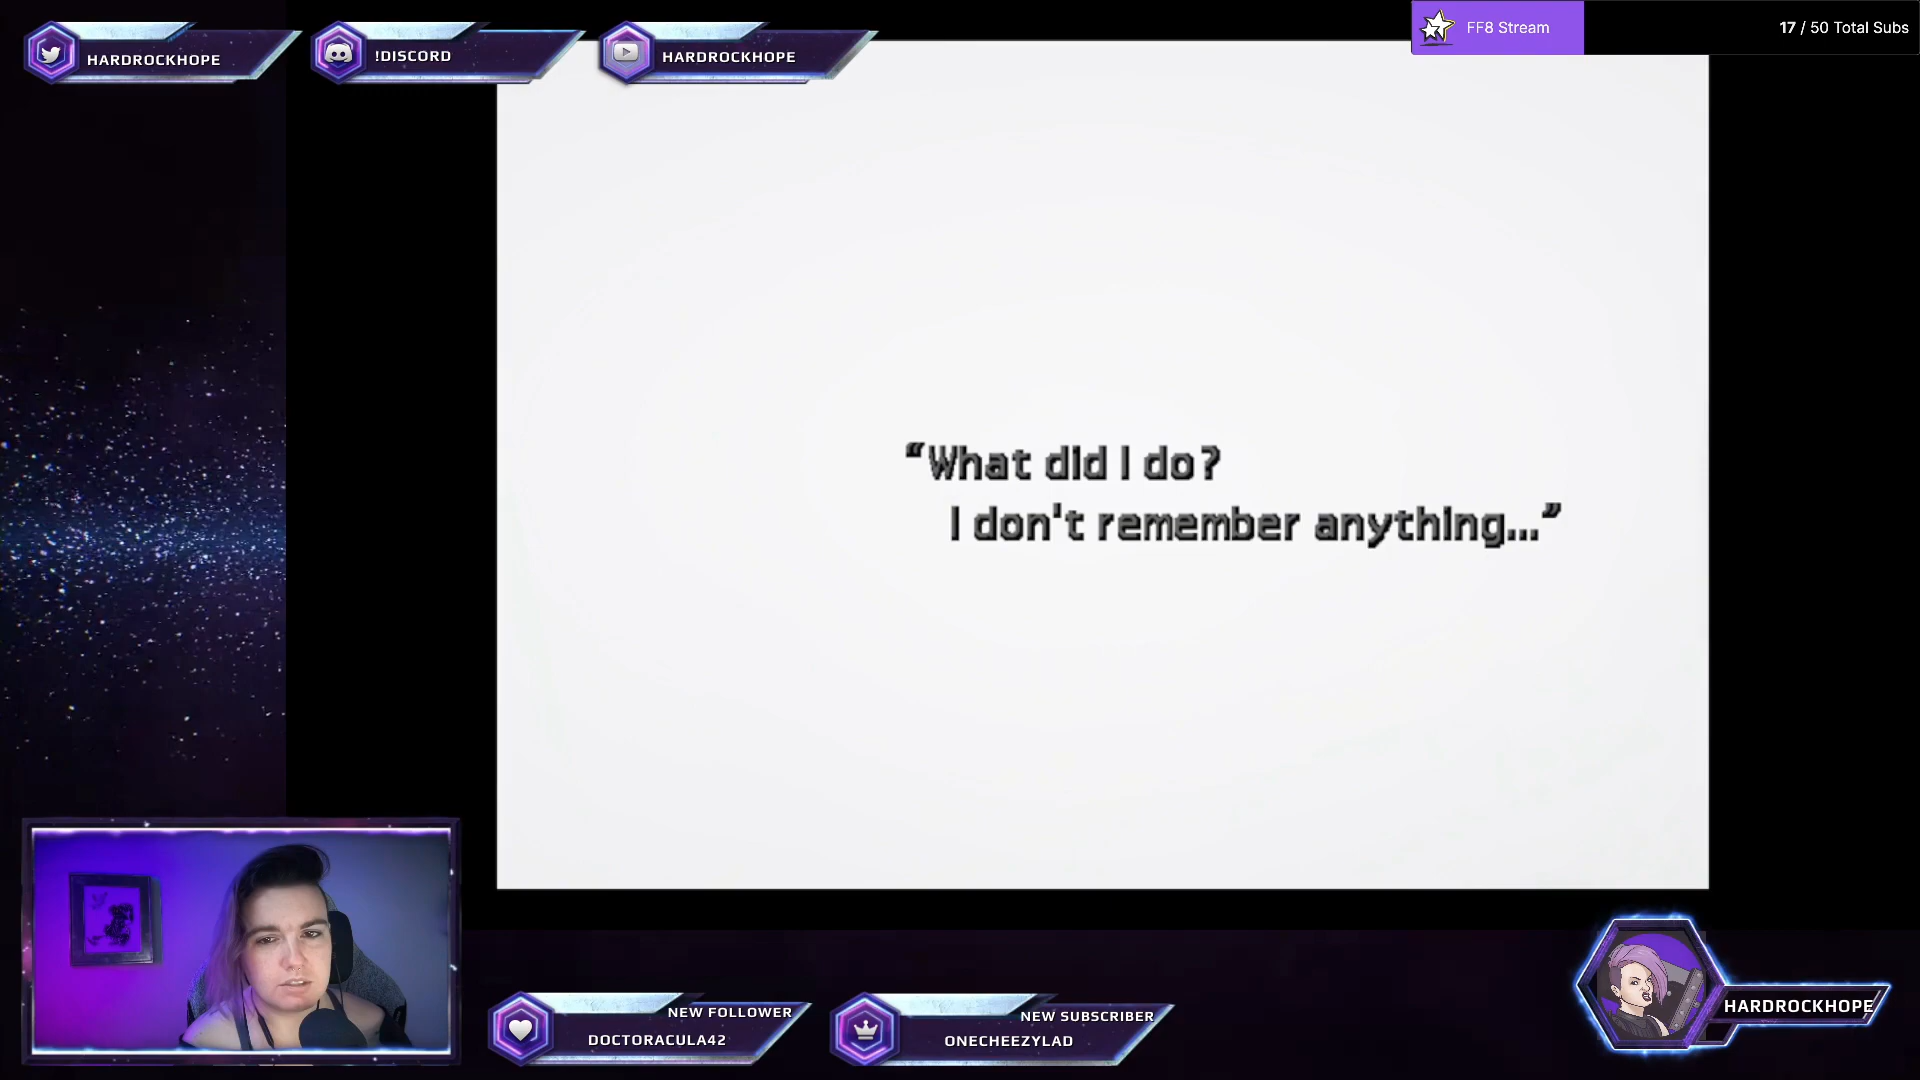 HARDROCKHOPE
!DISCORD
HARDROCKHOPE
FF8 Stream
17 / 50 Total Subs
“What did I do?
I don't remember anything...”
NEW FOLLOWER
DOCTORACULA42
NEW SUBSCRIBER
ONECHEEZYLAD
HARDROCKHOPE